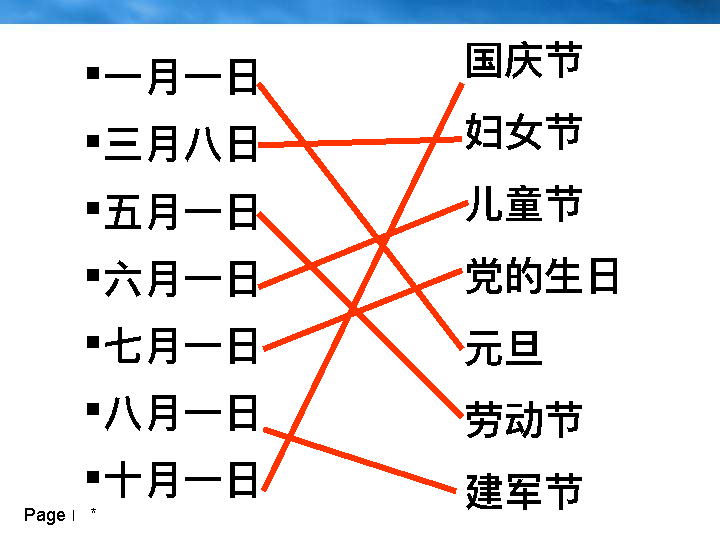 ▪一月一日
▪三月八日
▪五月一日
▪六月一日
▪七月一日
▪八月一日
▪十月一日
国庆节
妇女节
儿童节
党的生日
元旦
劳动节
建军节
Page | *